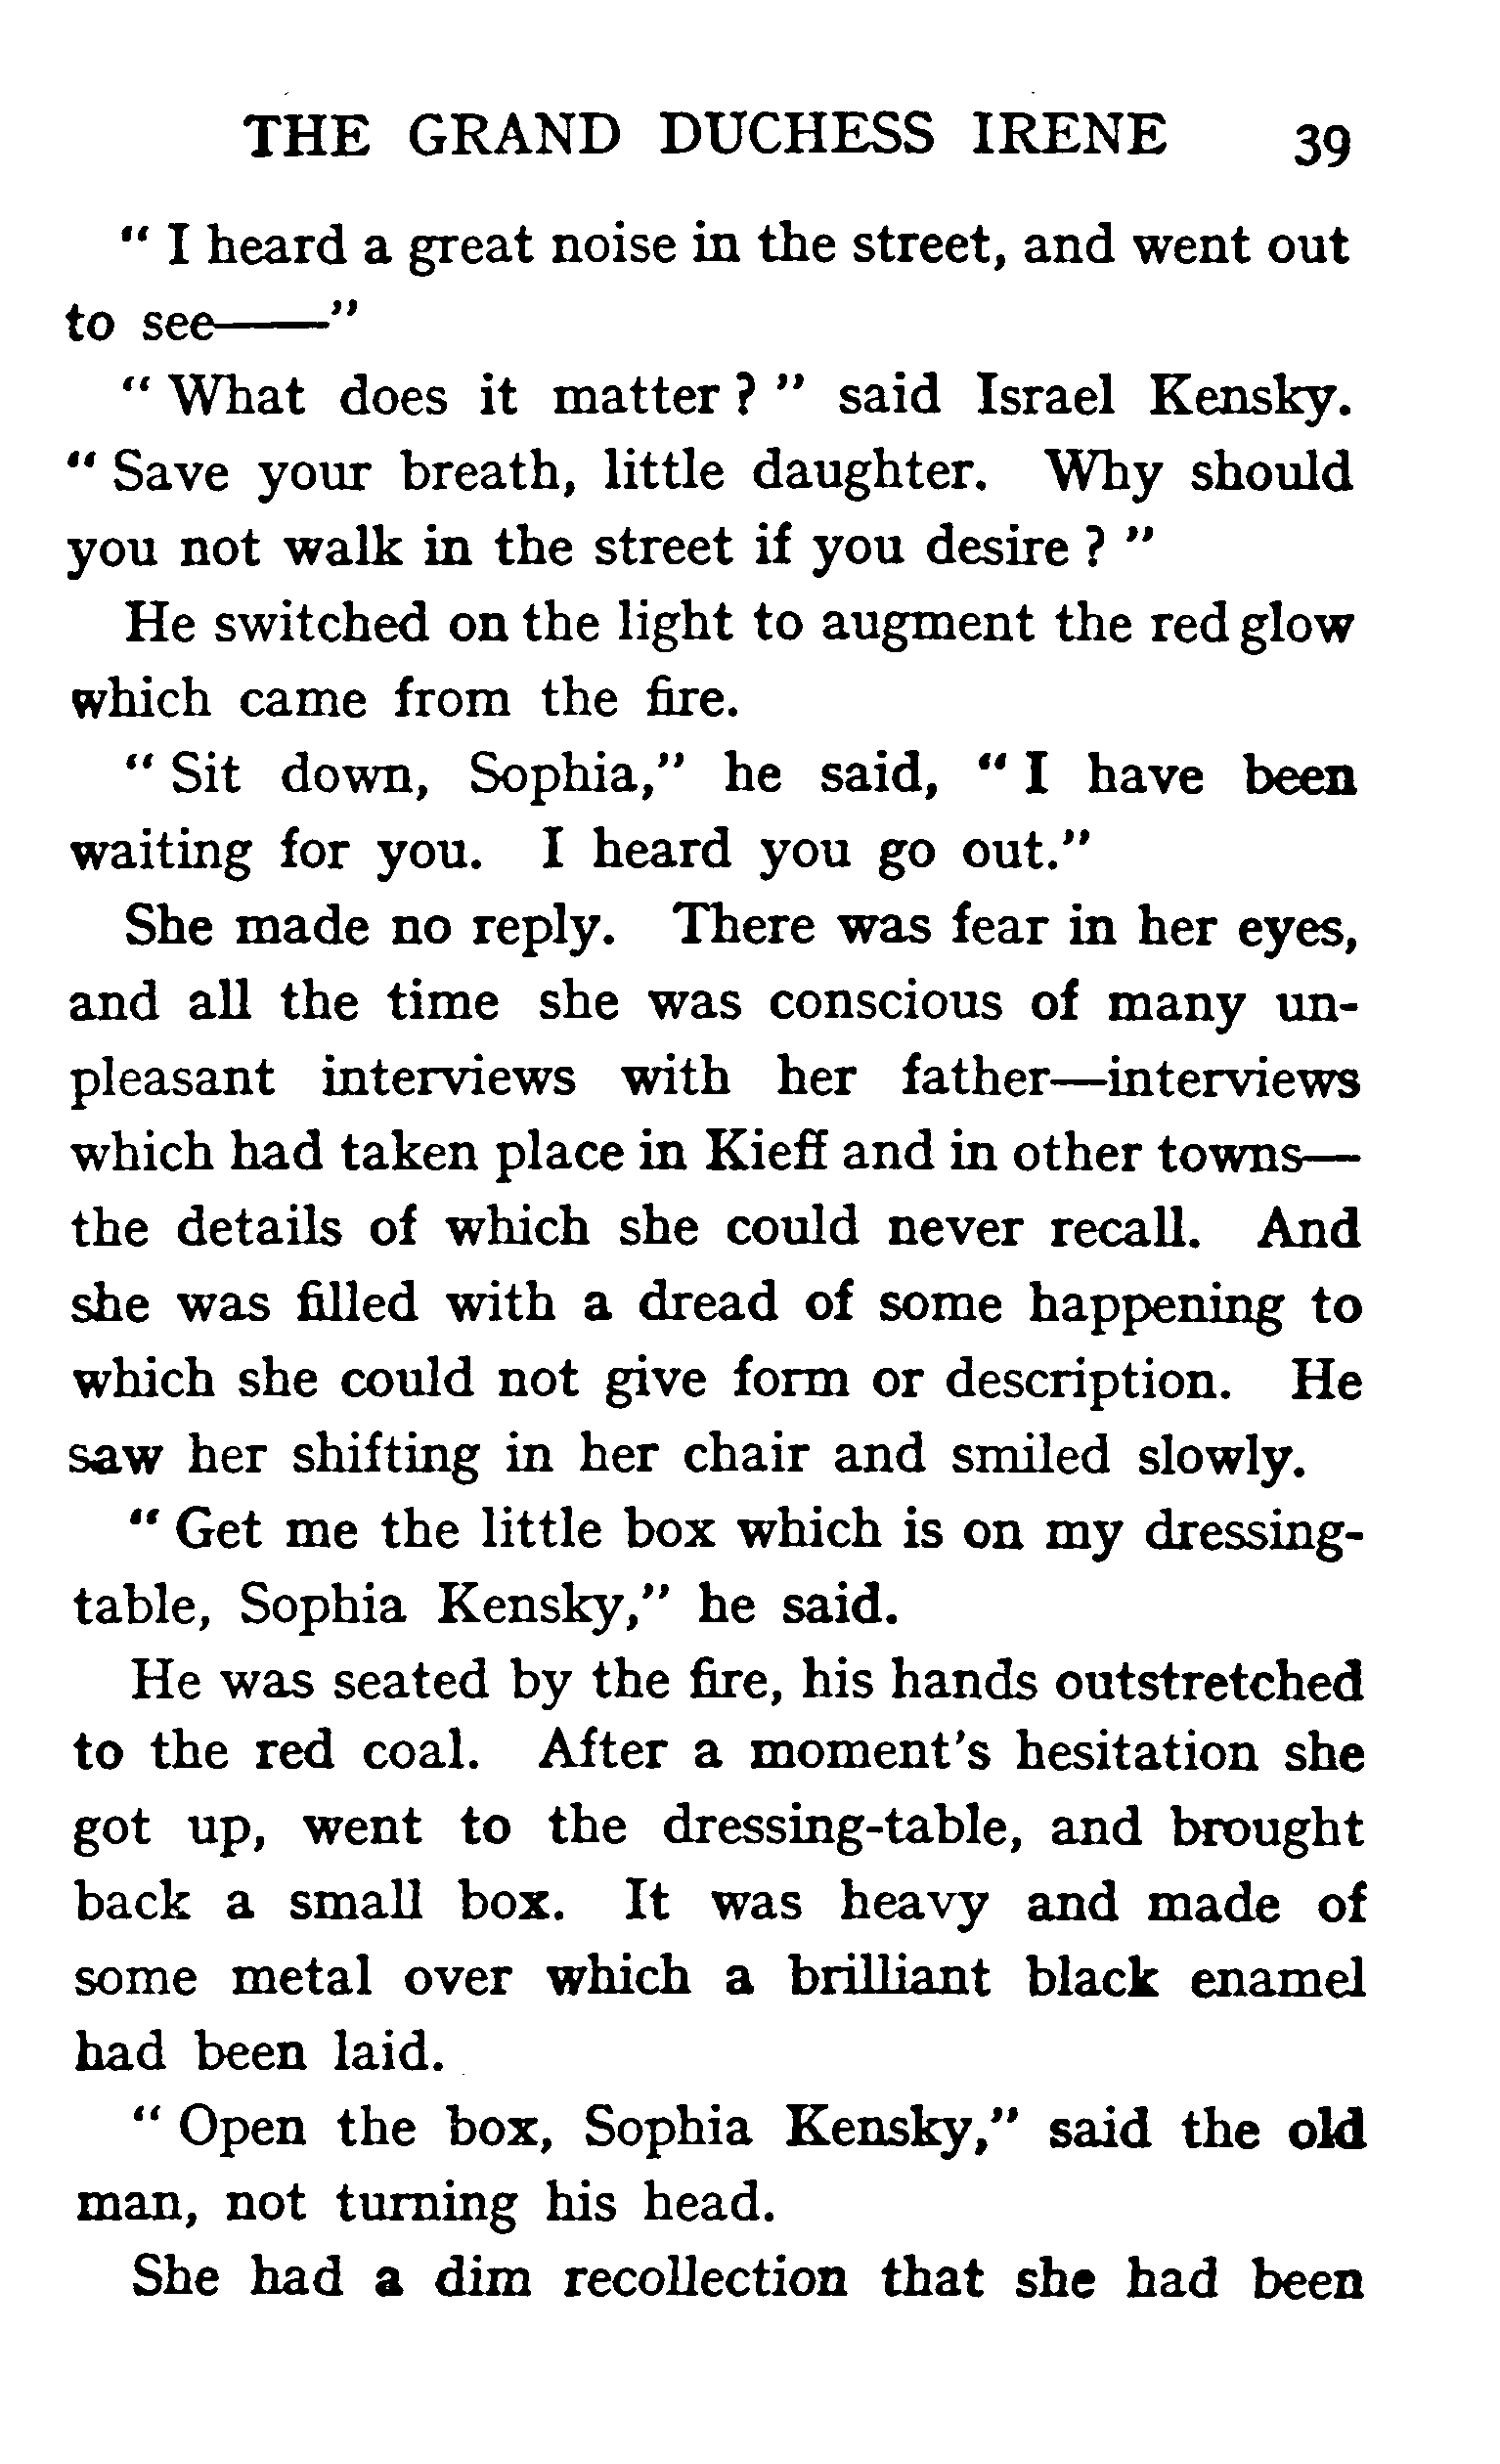 THE GRAND DUCHESS IRENE 39
" I heard a great noise in the street, and went out
to see——"
" What does it matter ? " said Israel Kensky.
" Save your breath, little daughter. Why should
you not walk in the street if you desire ? "
He switched on the light to augment the red glow
which came from the fire.
" Sit down, Sophia," he said, " I have been
waiting for you. I heard you go out."
She made no reply. There was fear in her eyes,
and all the time she was conscious of many un-
pleasant interviews with her father—interviews
which had taken place in Kieff and in other towns—
the details of which she could never recall. And
she was filled with a dread of some happening to
which she could not give form or description. He
saw her shifting in her chair and smiled slowly.
" Get me the little box which is on my dressing-
table, Sophia Kensky," he said.
He was seated by the fire, his hands outstretched
to the red coal. After a moment's hesitation she
got up, went to the dressing-table, and brought
back a small box. It was heavy and made of
some metal over which a brilliant black enamel
had been laid.
" Open the box, Sophia Kensky," said the old
man, not turning his head.
She had a dim recollection that she had been